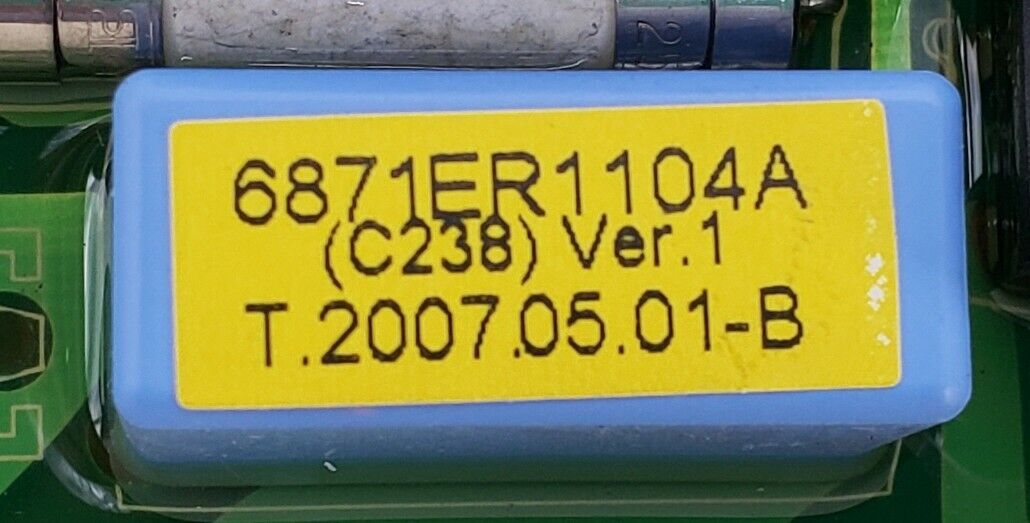 6871ER1104A
(C238) Ver.1
T.2007.05.01-B